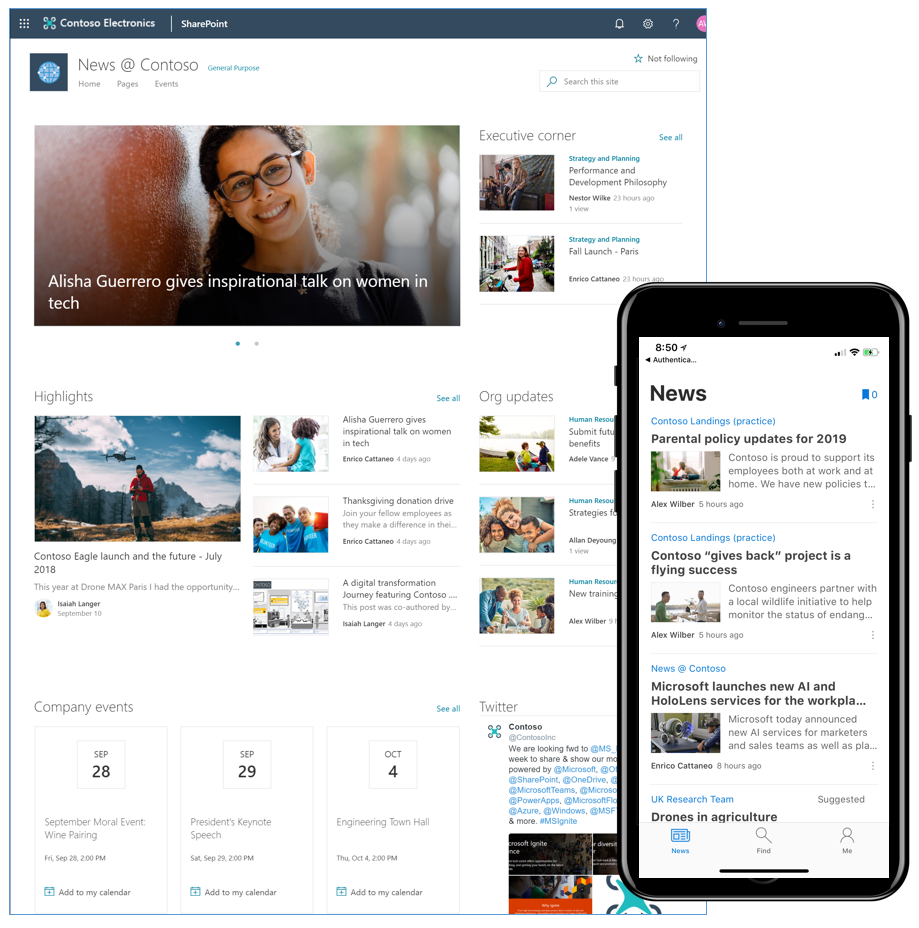 Contoso Electronics
SharePoint
AV
News @ Contoso
General Purpose
Home
Pages
Events
Not following
Search this site
Alisha Guerrero gives inspirational talk on women in
tech
Executive corner
See all
Strategy and Planning
Performance and
Development Philosophy
Nestor Wilke 23 hours ago
1 view
Strategy and Planning
Fall Launch - Paris
Enrico Cattaneo 23 hours ago
Highlights
See all
Contoso Eagle launch and the future - July
2018
This year at Drone MAX Paris I had the opportunity...
Isaiah Langer
September 10
Alisha Guerrero gives
inspirational talk on women
in tech
Enrico Cattaneo 4 days ago
Thanksgiving donation drive
Join your fellow employees as
they make a difference in thei...
Enrico Cattaneo 4 days ago
CONTOSO
A digital transformation
Journey featuring Contoso ...
This post was co-authored by...
Isaiah Langer 4 days ago
Org updates
Human Resou
Submit futu
benefits
Adele Vance 9
Human Resou
Strategies fo
Allan Deyoung
1 view
Human Resou
New training
Alex Wilber 9 h
Company events
See all
SEP
28
September Moral Event:
Wine Pairing
Fri, Sep 28, 2:00 PM
Add to my calendar
SEP
29
President's Keynote
Speech
Sat, Sep 29, 2:00 PM
Add to my calendar
OCT
4
Engineering Town Hall
Thu, Oct 4, 2:00 PM
Add to my calendar
Twitter
Contoso
@ContosoInc
We are looking fwd to @MS_
week to share & show our mo
powered by @Microsoft, @Of
@SharePoint, @OneDrive, @
@MicrosoftTeams, @Microso
@PowerApps, @MicrosoftFlo
@Azure, @Windows, @MSF
& more. #MSIgnite
crosoft Ignite
nce
ur diversi
Why ignite
8:50
Authentica...
News
0
Contoso Landings (practice)
Parental policy updates for 2019
Contoso is proud to support its
employees both at work and at
home. We have new policies t...
Alex Wilber 5 hours ago
Contoso Landings (practice)
Contoso “gives back” project is a
flying success
Contoso engineers partner with
a local wildlife initiative to help
monitor the status of endang...
Alex Wilber 5 hours ago
News @ Contoso
Microsoft launches new AI and
HoloLens services for the workpla...
Microsoft today announced
new AI services for marketers
and sales teams as well as pla...
Enrico Cattaneo 8 hours ago
UK Research Team
Suggested
Drones in agriculture
News
Find
Me